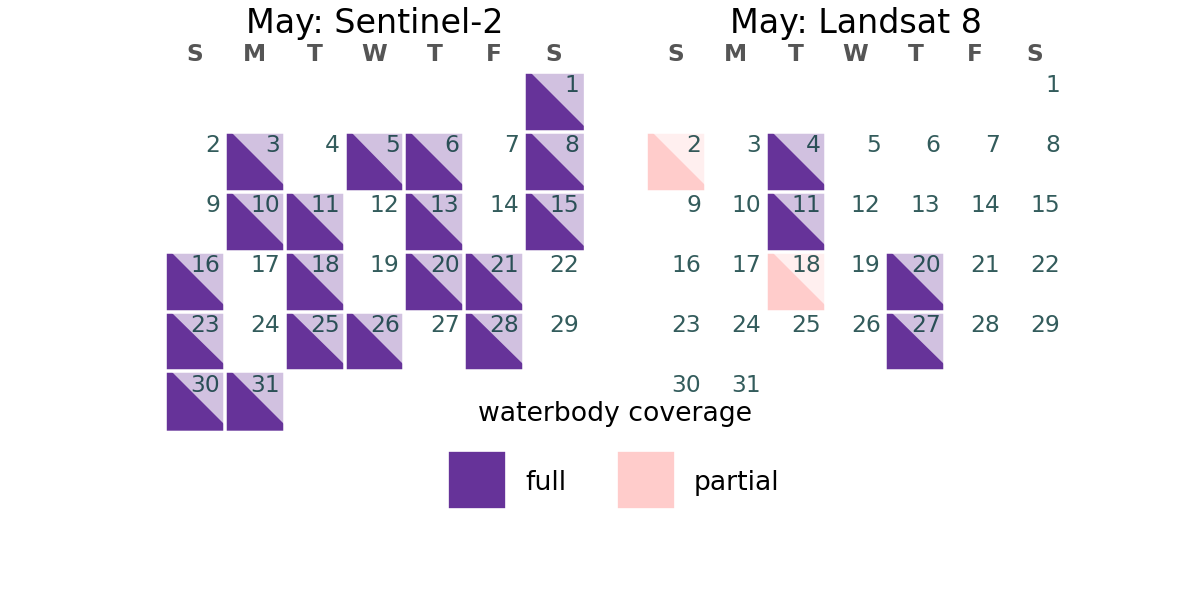 May: Sentinel-2
S M T W T F S
1
2 3 4 5 6 7 8
9 10 11 12 13 14 15
16 17 18 19 20 21 22
23 24 25 26 27 28 29
30 31
May: Landsat 8
S M T W T F S
1
2 3 4 5 6 7 8
9 10 11 12 13 14 15
16 17 18 19 20 21 22
23 24 25 26 27 28 29
30 31
waterbody coverage
full
partial